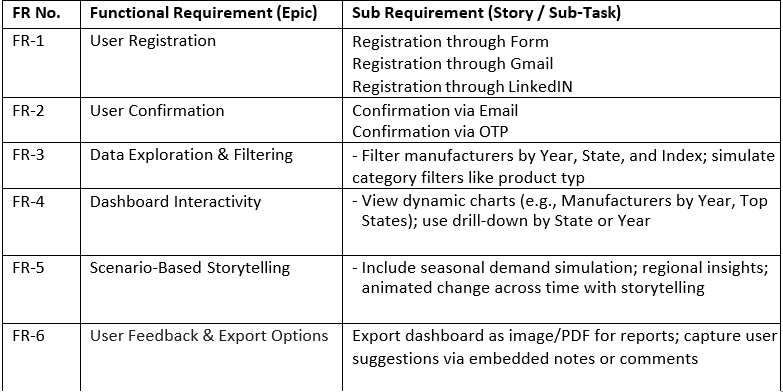 FR No. Functional Requirement (Epic) Sub Requirement (Story / Sub-Task)
FR-1 User Registration Registration through Form
Registration through Gmail
Registration through LinkedIN
FR-2 User Confirmation Confirmation via Email
Confirmation via OTP
FR-3 Data Exploration & Filtering - Filter manufacturers by Year, State, and Index; simulate
category filters like product typ
FR-4 Dashboard Interactivity - View dynamic charts (e.g., Manufacturers by Year, Top
States); use drill-down by State or Year
FR-5 Scenario-Based Storytelling - Include seasonal demand simulation; regional insights;
animated change across time with storytelling
FR-6 User Feedback & Export Options Export dashboard as image/PDF for reports; capture user
suggestions via embedded notes or comments